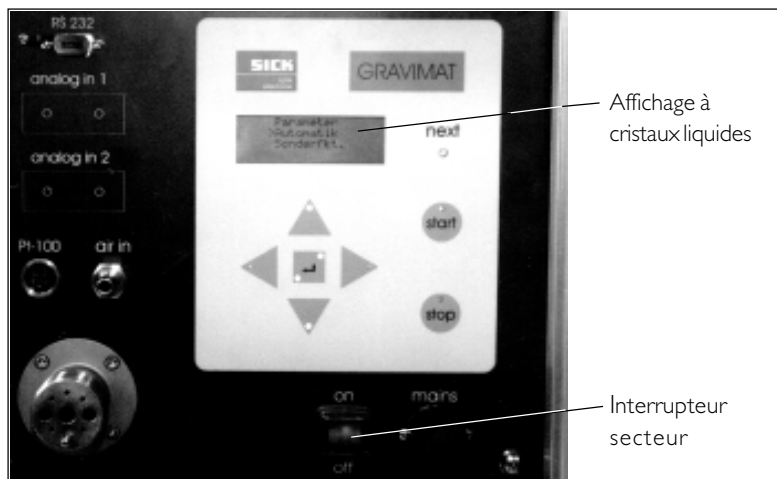 RS 232
SICK
GRAVIMAT
analog in 1
Parameter
>Automatik
Sonderfkt.
next
Affichage à
cristaux liquides
analog in 2
start
Pt-100
air in
stop
on
mains
Interrupteur
secteur
off